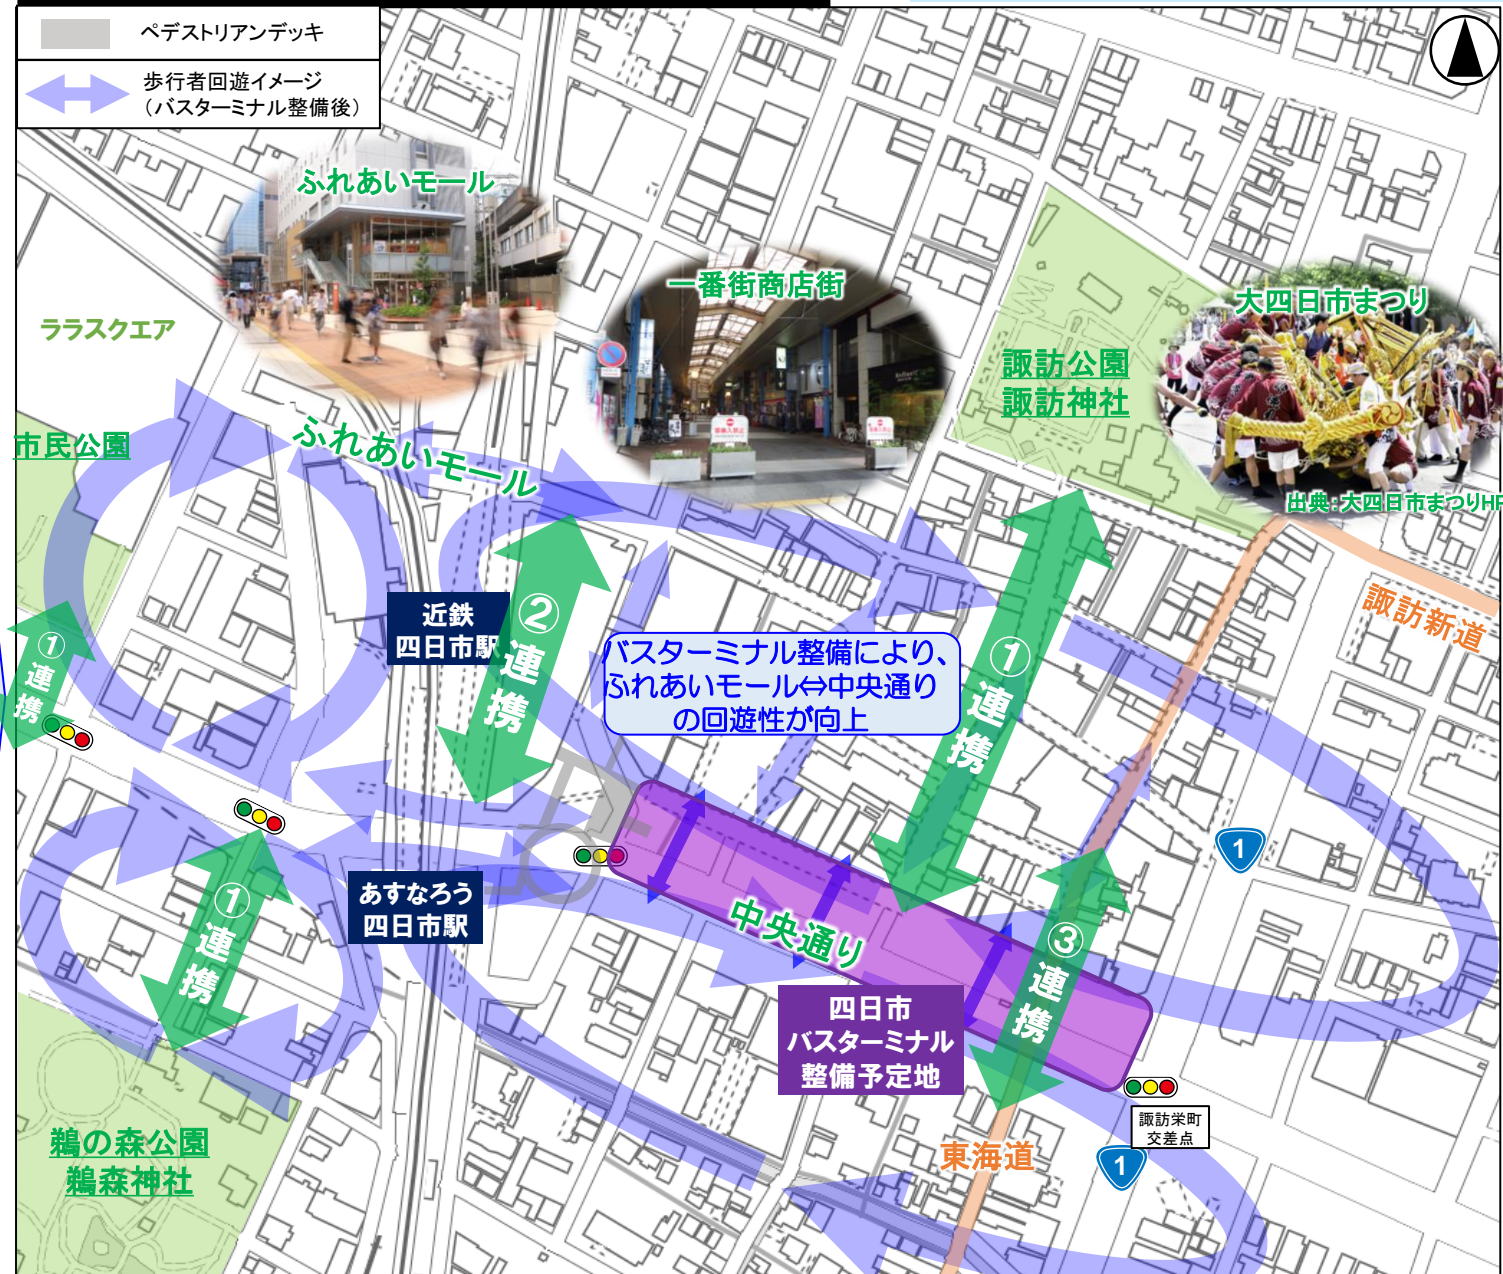 ペデストリアンデッキ
歩行者回遊イメージ
（バスターミナル整備後）
ふれあいモール
一番街商店街
大四日市まつり
ララスクエア
諏訪公園
諏訪神社
市民公園
ふれあいモール
出典：大四日市まつりHP
近鉄
四日市駅
②
連
携
①
連
携
①
連
携
諏訪新道
バスターミナル整備により、
ふれあいモール⇔中央通り
の回遊性が向上
1
あすなろう
四日市駅
①
連
携
中央通り
③
連
携
四日市
バスターミナル
整備予定地
諏訪栄町
交差点
東海道
1
鵜の森公園
鵜森神社